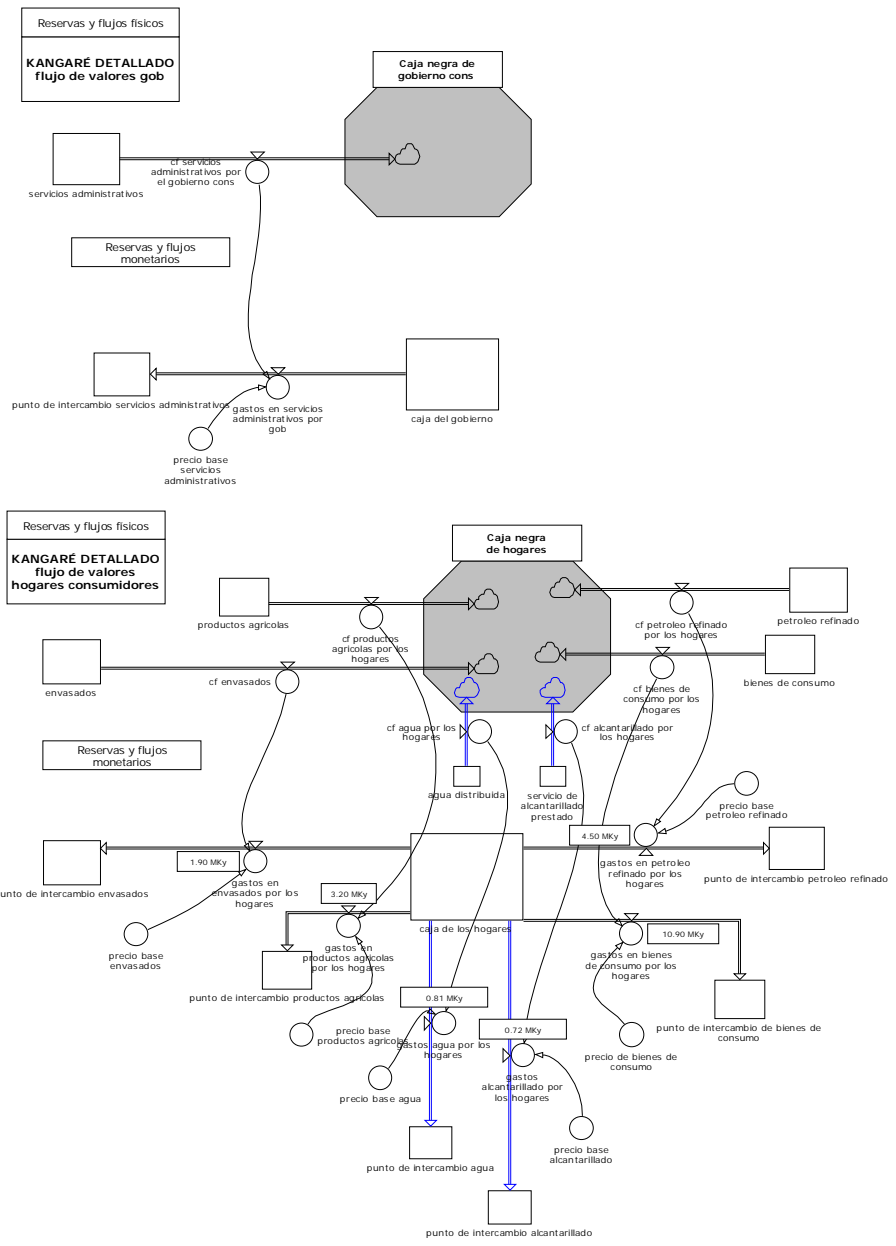 Reservas y flujos físicos
KANGARÉ DETALLADO
flujo de valores gob
Caja negra de
gobierno cons
cf servicios
administrativos por
el gobierno cons
servicios administrativos
Reservas y flujos
monetarios
punto de intercambio servicios administrativos
gastos en servicios
administrativos por
gob
caja del gobierno
precio base
servicios
administrativos
Reservas y flujos físicos
KANGARÉ DETALLADO
flujo de valores
hogares consumidores
Caja negra
de hogares
productos agricolas
cf productos
agricolas por los
hogares
cf petroleo refinado
por los hogares
petroleo refinado
envasados
cf envasados
cf bienes de
consumo por los
hogares
bienes de consumo
cf agua por los
hogares
cf alcantarillado por
los hogares
Reservas y flujos
monetarios
agua distribuida
servicio de
alcantarillado
prestado
precio base
petroleo refinado
4.50 MKy
1.90 MKy
punto de intercambio envasados
gastos en
envasados por los
hogares
gastos en petroleo
refinado por los
hogares
punto de intercambio petroleo refinado
3.20 MKy
caja de los hogares
10.90 MKy
precio base
envasados
gastos en
productos agricolas
por los hogares
gastos en bienes
de consumo por los
hogares
punto de intercambio productos agricolas
0.81 MKy
0.72 MKy
punto de intercambio de bienes de
consumo
precio base
productos agricolas
gastos agua por los
hogares
precio de bienes de
consumo
gastos
alcantarillado por
los hogares
precio base agua
precio base
alcantarillado
punto de intercambio agua
punto de intercambio alcantarillado